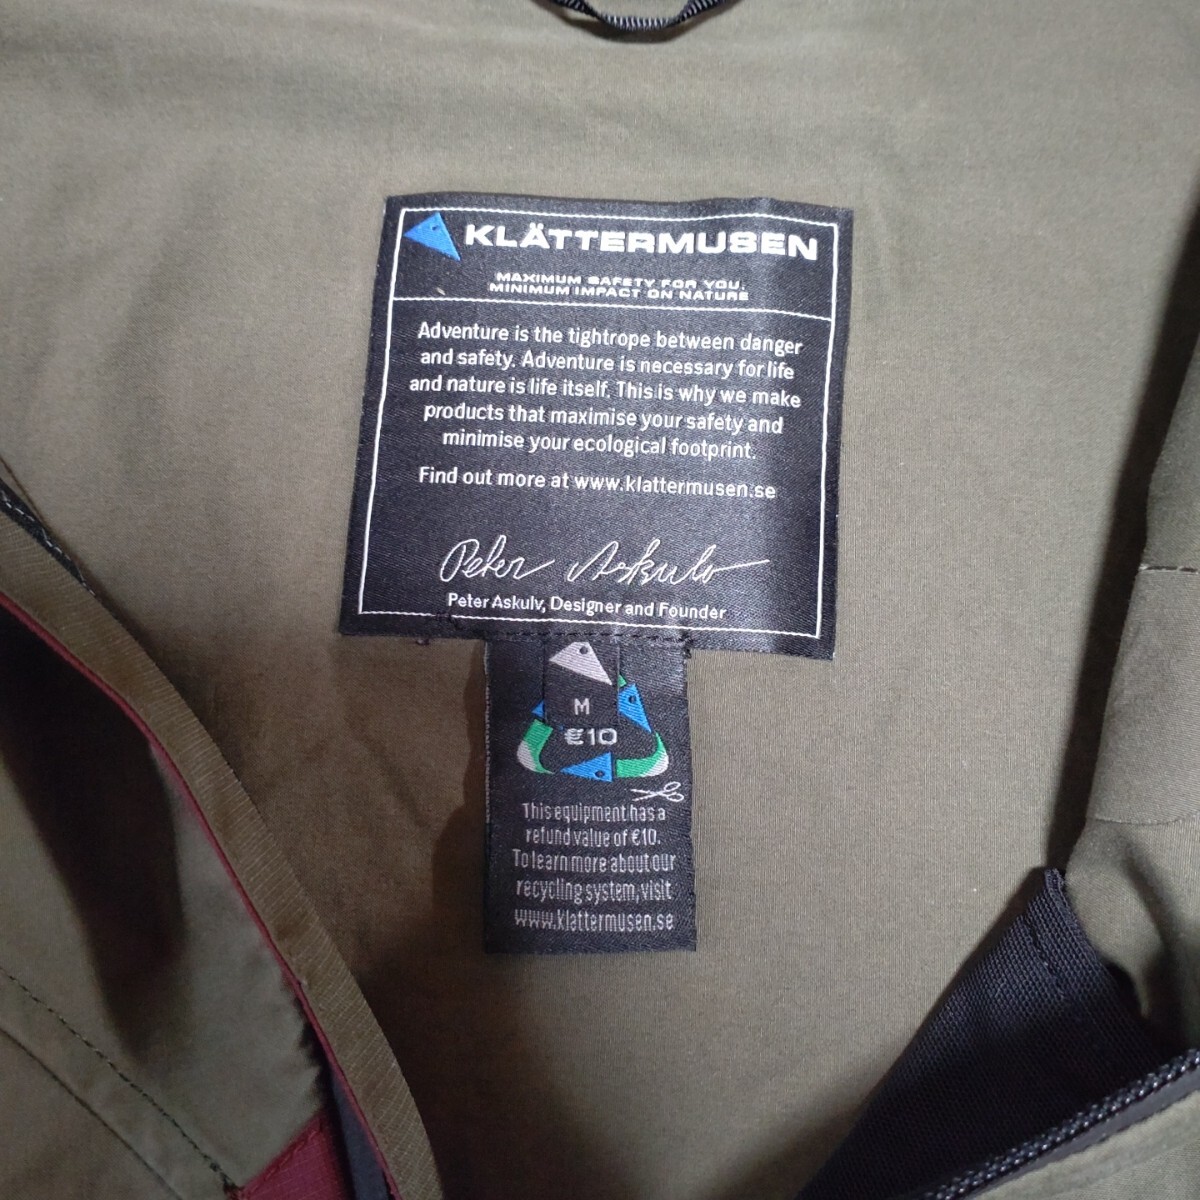 KLÄTTERMUSEN
MAXIMUM SAFETY FOR YOU.
MINIMUM IMPACT ON NATURE
Adventure is the tightrope between danger
and safety. Adventure is necessary for life
and nature is life itself. This is why we make
products that maximise your safety and
minimise your ecological footprint.
Find out more at www.klattermusen.se
Peter Askulv
Peter Askulv, Designer and Founder
M
€10
This equipment has a
refund value of €10.
To learn more about our
recycling system, visit
www.klattermusen.se